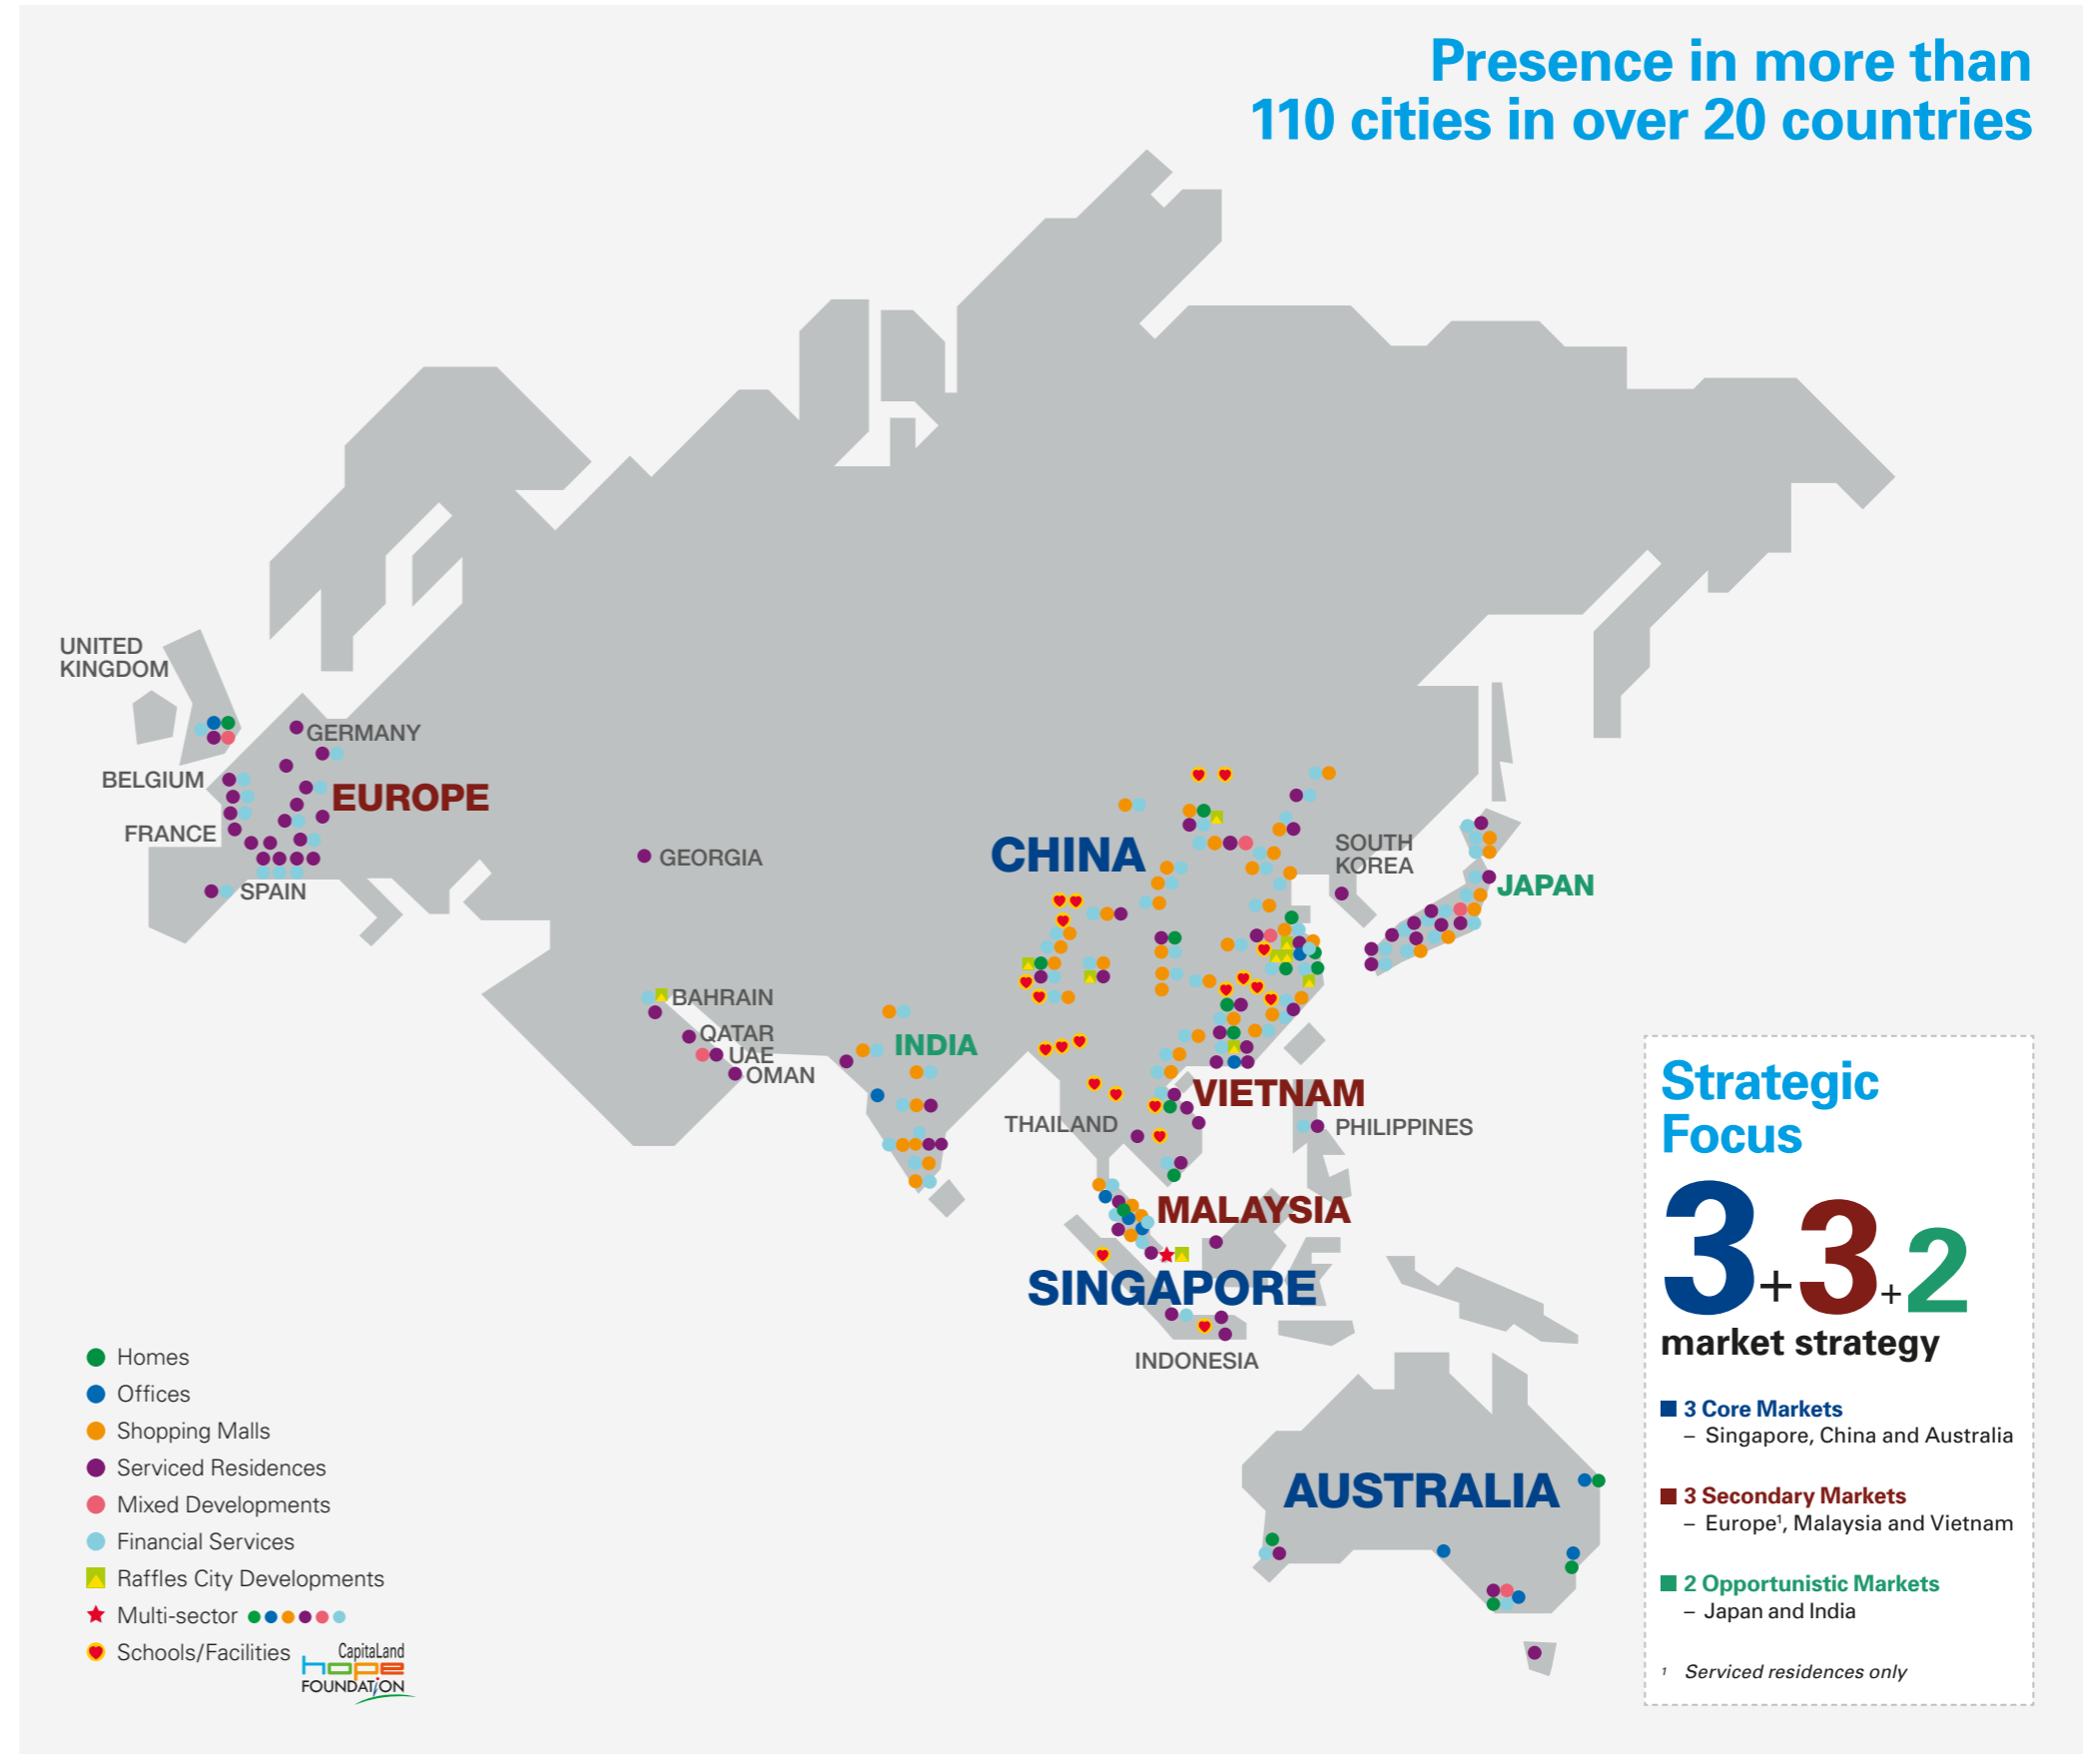 Presence in more than
110 cities in over 20 countries
UNITED
KINGDOM
GERMANY
BELGIUM
EUROPE
FRANCE
SPAIN
GEORGIA
CHINA
SOUTH
KOREA
JAPAN
BAHRAIN
QATAR
UAE
OMAN
INDIA
VIETNAM
THAILAND
PHILIPPINES
MALAYSIA
SINGAPORE
INDONESIA
AUSTRALIA
Homes
Offices
Shopping Malls
Serviced Residences
Mixed Developments
Financial Services
Raffles City Developments
Multi-sector
Schools/Facilities
CapitaLand
hope
FOUNDATION
Strategic
Focus
3+3+2
market strategy
3 Core Markets
– Singapore, China and Australia
3 Secondary Markets
– Europe¹, Malaysia and Vietnam
2 Opportunistic Markets
– Japan and India
¹ Serviced residences only